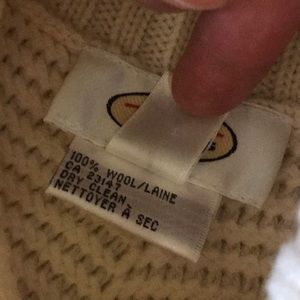 100% WOOL/LAINE
CA 23147
DRY CLEAN
NETTOYER À SEC